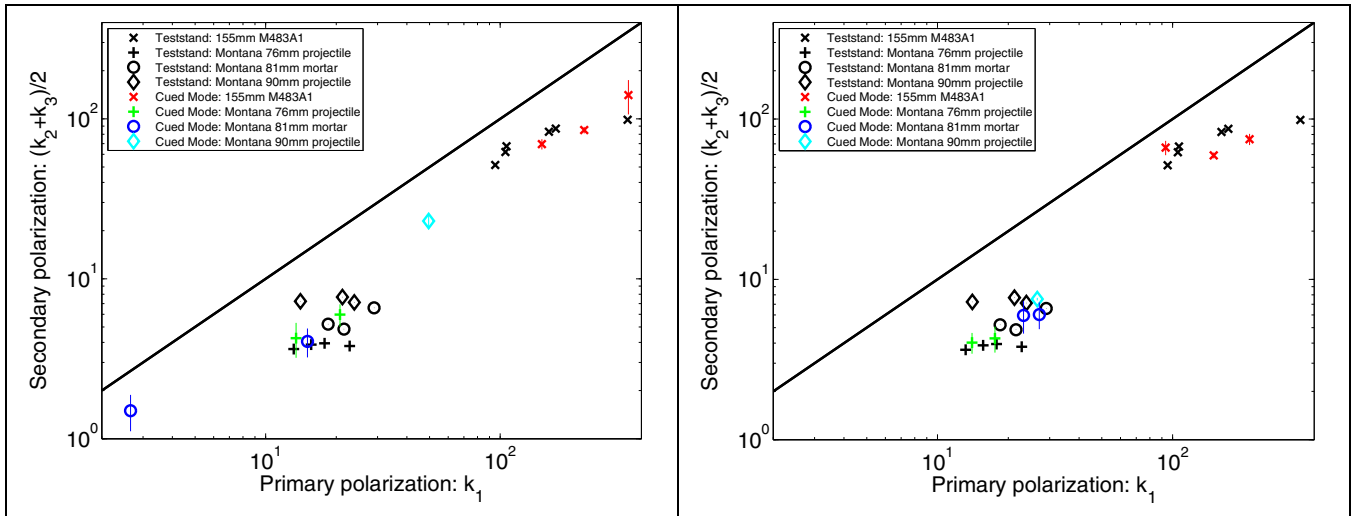 Secondary polarization: (k2+k3)/2
10^2
10^1
10^0
Teststand: 155mm M483A1
Teststand: Montana 76mm projectile
Teststand: Montana 81mm mortar
Teststand: Montana 90mm projectile
Cued Mode: 155mm M483A1
Cued Mode: Montana 76mm projectile
Cued Mode: Montana 81mm mortar
Cued Mode: Montana 90mm projectile
10^1 10^2
Primary polarization: k1
Secondary polarization: (k2+k3)/2
10^2
10^1
10^0
Teststand: 155mm M483A1
Teststand: Montana 76mm projectile
Teststand: Montana 81mm mortar
Teststand: Montana 90mm projectile
Cued Mode: 155mm M483A1
Cued Mode: Montana 76mm projectile
Cued Mode: Montana 81mm mortar
Cued Mode: Montana 90mm projectile
10^1 10^2
Primary polarization: k1